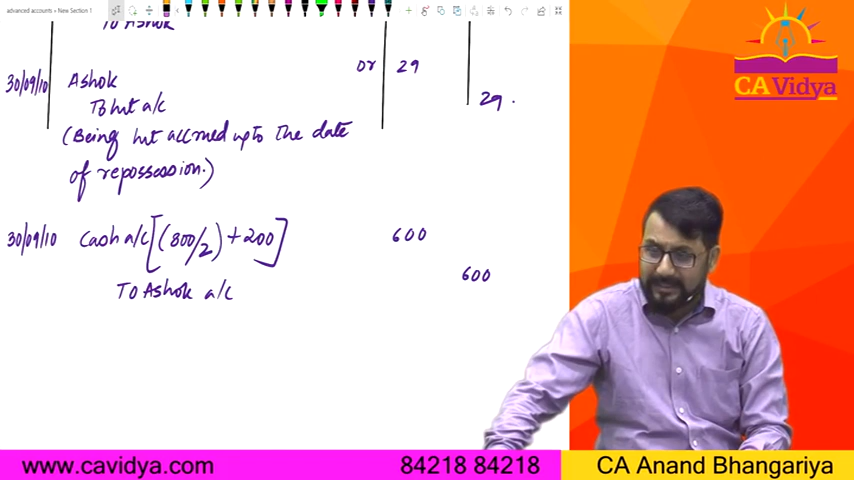 advanced accounts » New Section 1
To Ashok
30/09/10 Ashok Dr 29
To Int a/c 29.
(Being Int accrued upto the date
of repossession.)
30/09/10 Cash a/c [(800/2) + 200] 600
To Ashok a/c 600
CA Vidya
www.cavidya.com 84218 84218 CA Anand Bhangariya